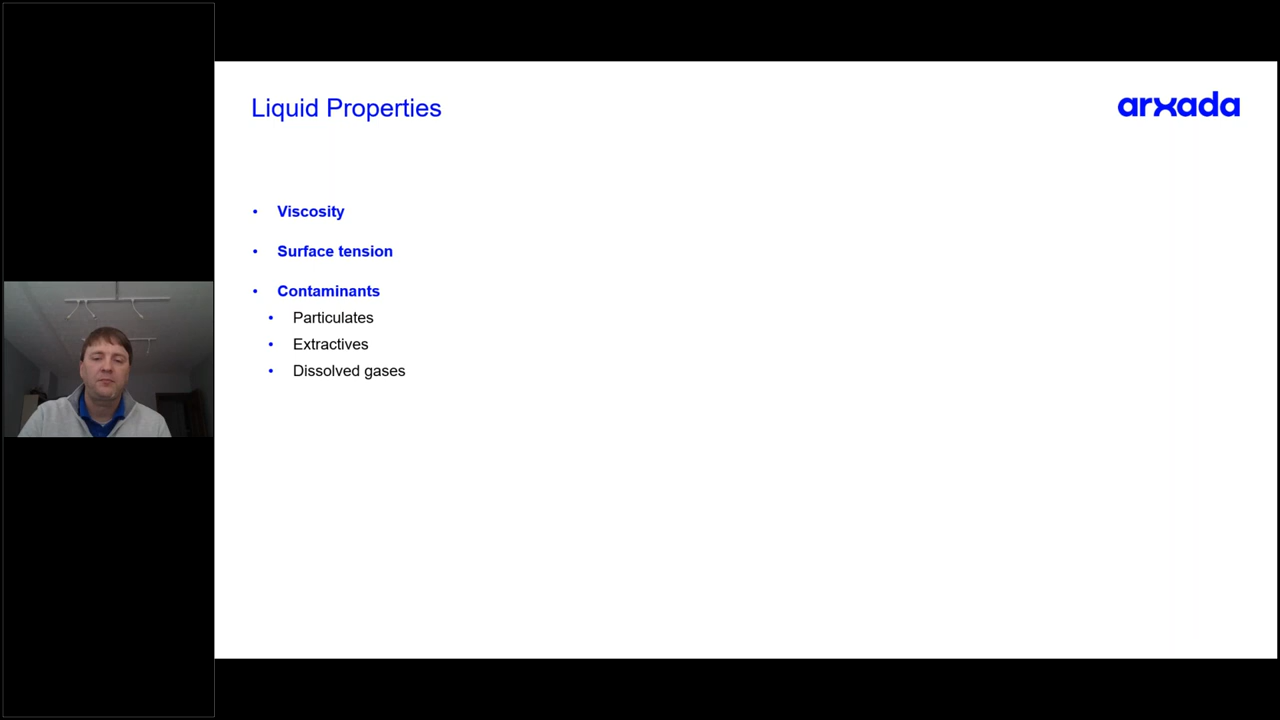 Liquid Properties
arxada
• Viscosity
• Surface tension
• Contaminants
• Particulates
• Extractives
• Dissolved gases